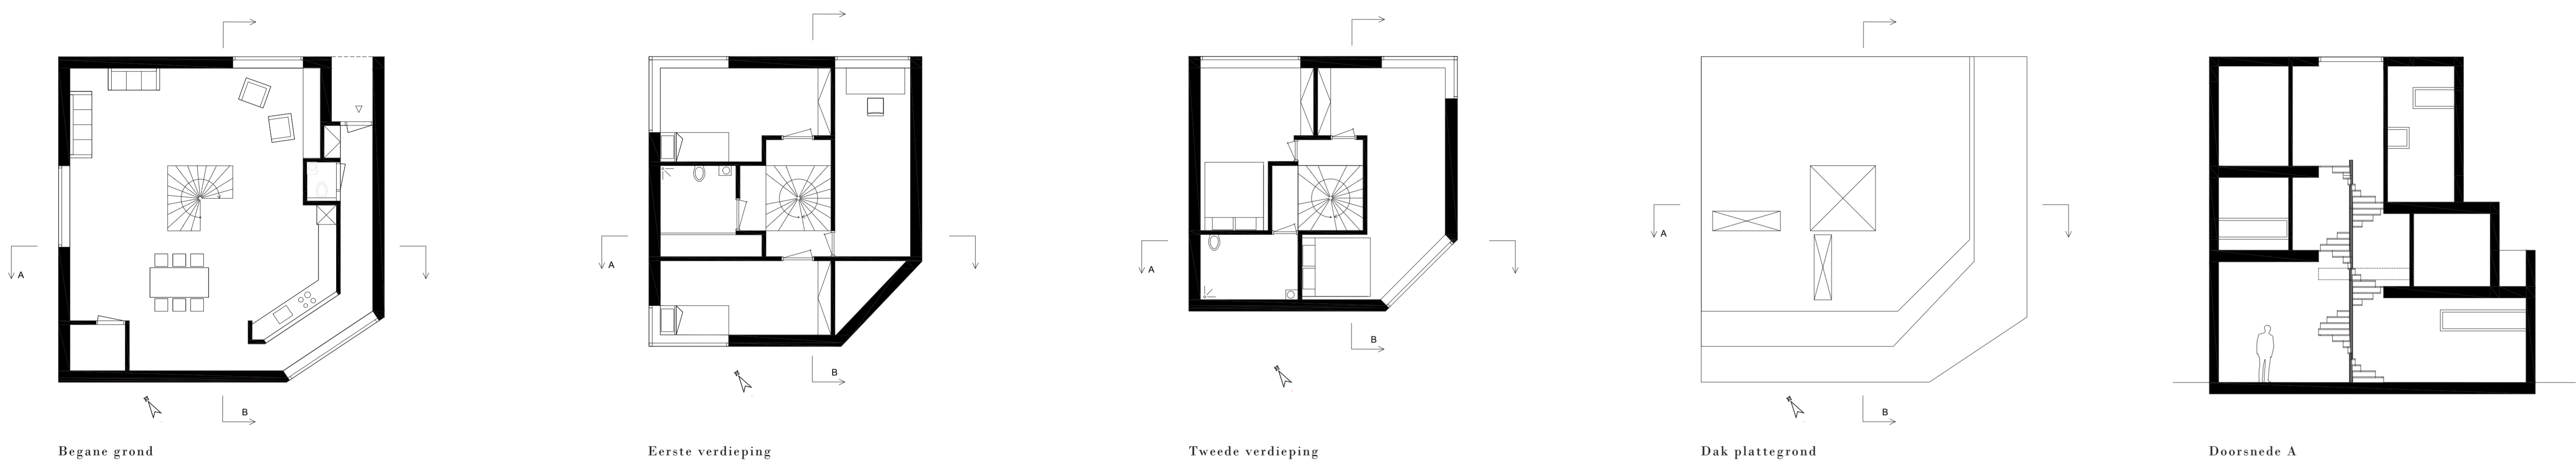 A
B
Begane grond
A
B
Eerste verdieping
A
B
Tweede verdieping
A
B
Dak plattegrond
Doorsnede A